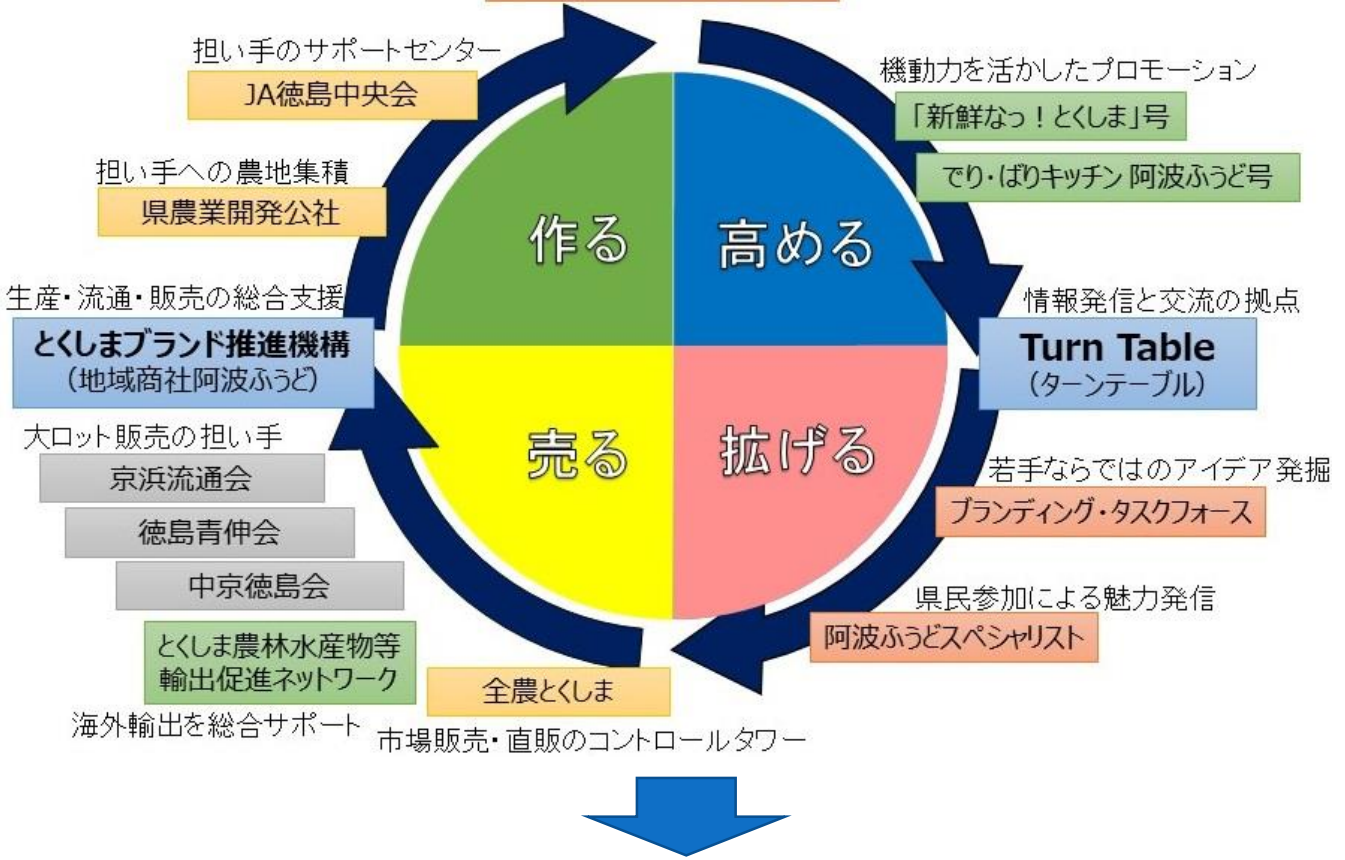 担い手のサポートセンター
JA徳島中央会
担い手への農地集積
県農業開発公社
生産・流通・販売の総合支援
とくしまブランド推進機構
（地域商社阿波ふうど）
大ロット販売の担い手
京浜流通会
徳島青伸会
中京徳島会
とくしま農林水産物等
輸出促進ネットワーク
海外輸出を総合サポート
全農とくしま
市場販売・直販のコントロールタワー
作る
高める
売る
拡げる
機動力を活かしたプロモーション
「新鮮なっ！とくしま」号
でり・ばりキッチン 阿波ふうど号
情報発信と交流の拠点
Turn Table
（ターンテーブル）
若手ならではのアイデア発掘
ブランディング・タスクフォース
県民参加による魅力発信
阿波ふうどスペシャリスト